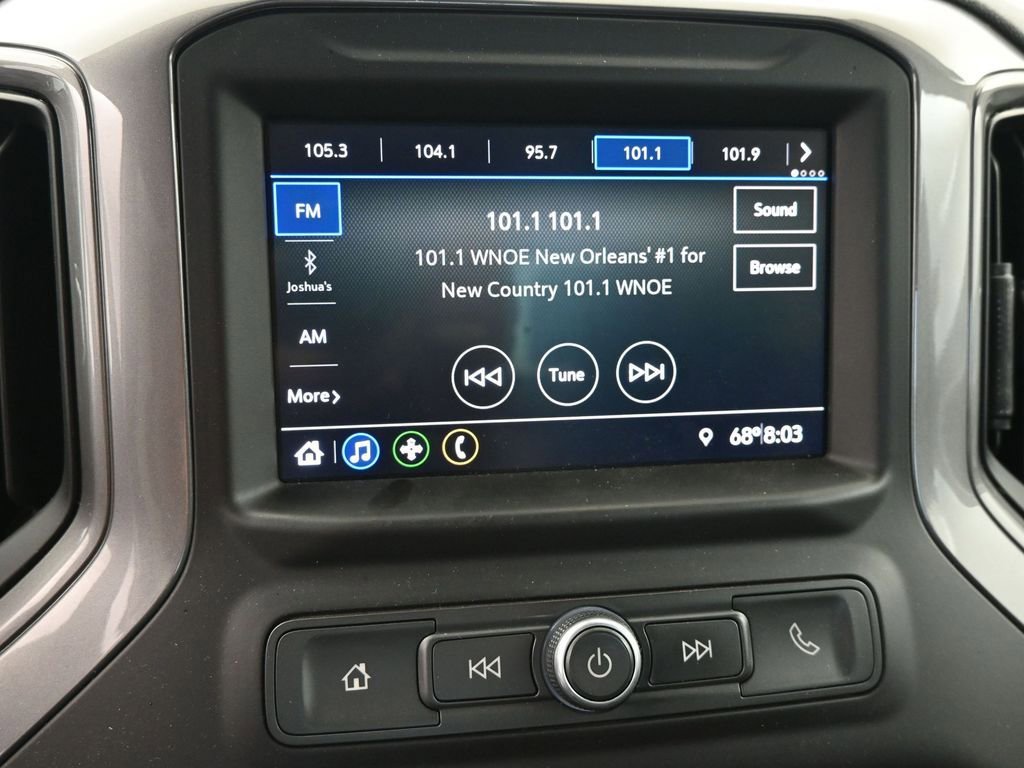 105.3 104.1 95.7 101.1 101.9
FM
101.1 101.1
Sound
101.1 WNOE New Orleans' #1 for
New Country 101.1 WNOE
Browse
Joshua's
AM
Tune
More
68° 8:03